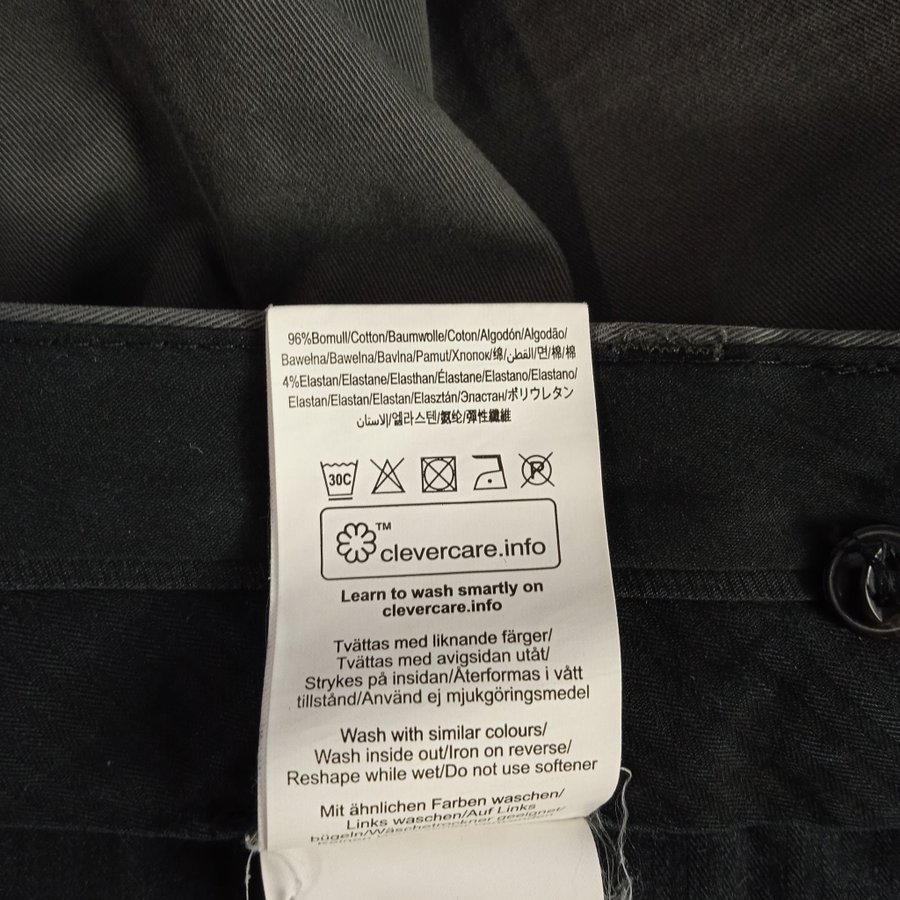 96%Bomull/Cotton/Baumwolle/Coton/Algodón/Algodão/
Bawełna/Bawelna/Bavlna/Pamut/Хлопок/绵/القطن/면/棉/棉
4%Elastan/Elastane/Elasthan/Élastane/Elastano/Elastano/
Elastan/Elastan/Elastan/Elasztán/Эластан/ポリウレタン
الاستان/엘라스텐/氨纶/彈性纖維
30C
P
™
clevercare.info
Learn to wash smartly on
clevercare.info
Tvättas med liknande färger/
Tvättas med avigsidan utåt/
Strykes på insidan/Återformas i vått
tillstånd/Använd ej mjukgöringsmedel
Wash with similar colours/
Wash inside out/Iron on reverse/
Reshape while wet/Do not use softener
Mit ähnlichen Farben waschen/
Links waschen/Auf Links
bügeln/Wäschetrockner geeignet/